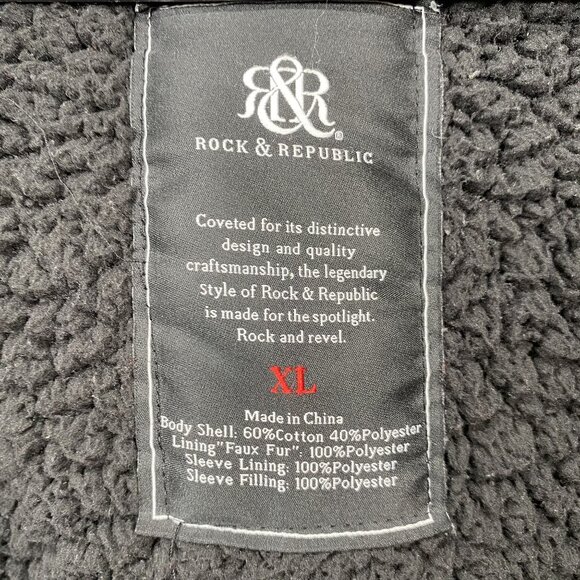 R&R®
ROCK & REPUBLIC
Coveted for its distinctive
design and quality
craftsmanship, the legendary
Style of Rock & Republic
is made for the spotlight.
Rock and revel.
XL
Made in China
Body Shell: 60%Cotton 40%Polyester
Lining"Faux Fur": 100%Polyester
Sleeve Lining: 100%Polyester
Sleeve Filling: 100%Polyester